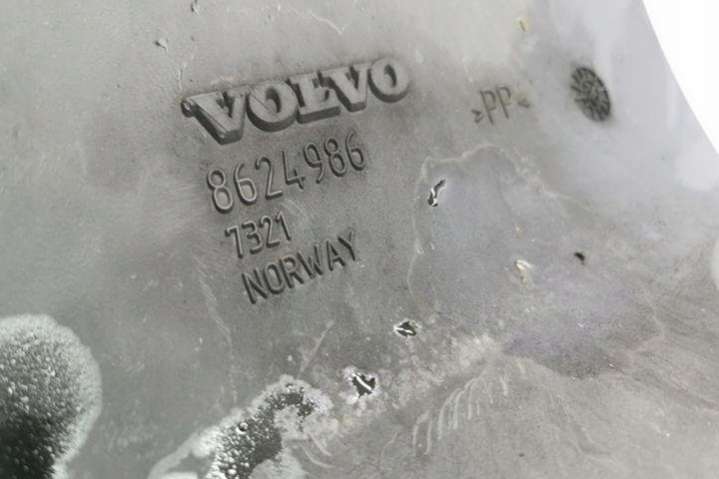 VOLVO
>PP<
8624986
7321
NORWAY